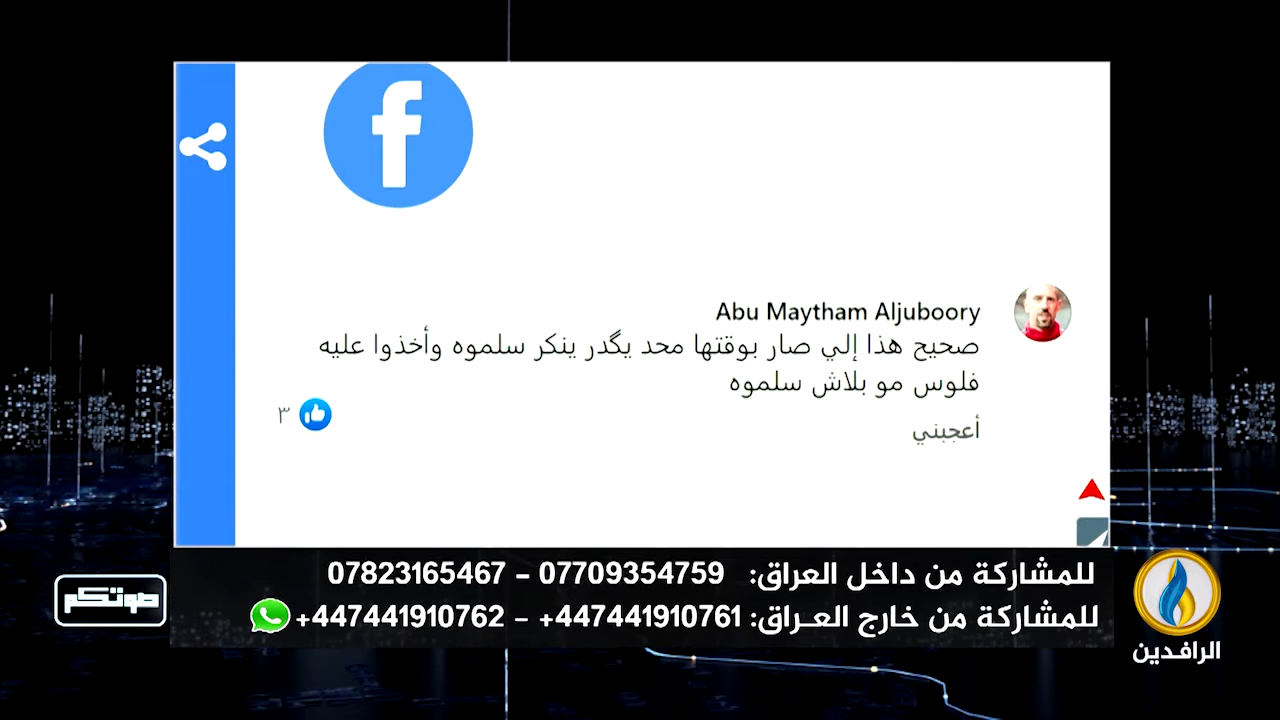 Abu Maytham Aljuboory
صحيح هذا إلي صار بوقتها محد يگدر ينكر سلموه وأخذوا عليه
فلوس مو بلاش سلموه
٣
أعجبني
للمشاركة من داخل العراق: 07709354759 - 07823165467
للمشاركة من خارج العـراق: 447441910761+ - 447441910762+
صوتكم
الرافدين